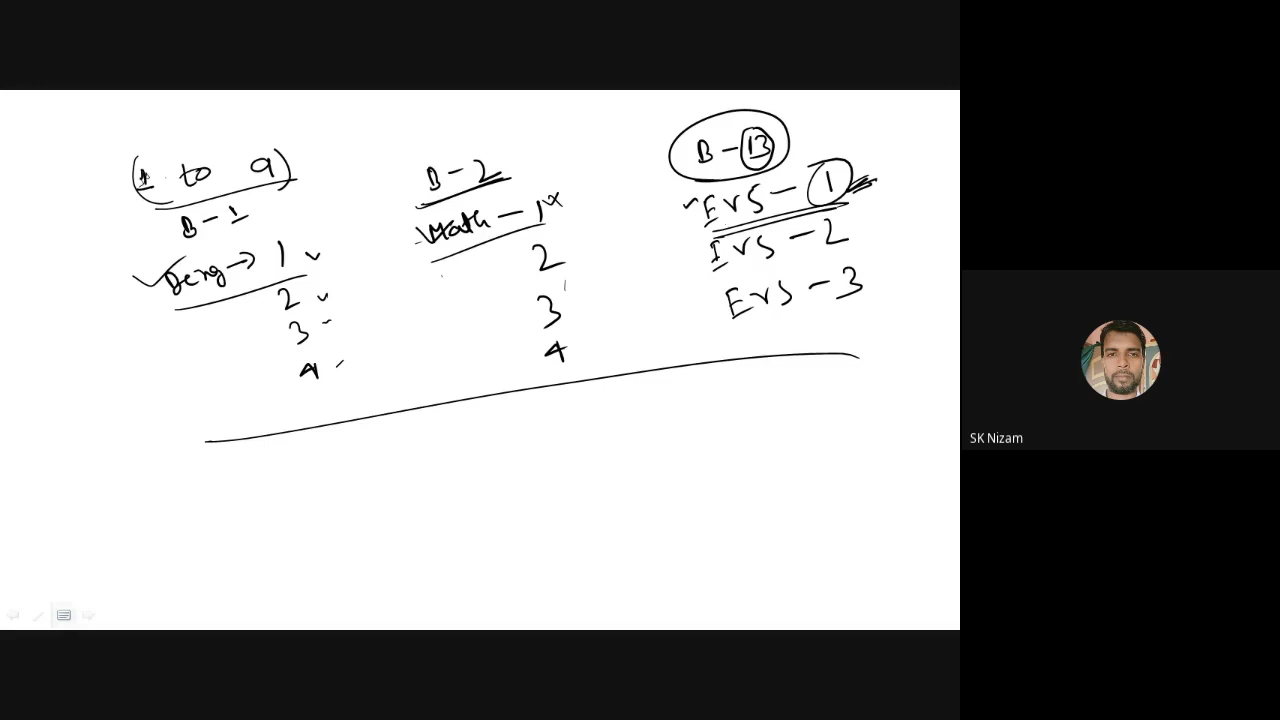 (1 to 9)
B-1
Beng → 1
2
3
4
B-2
Math - 1
2
3
4
B-13
EVS - 1
EVS - 2
EVS - 3
SK Nizam